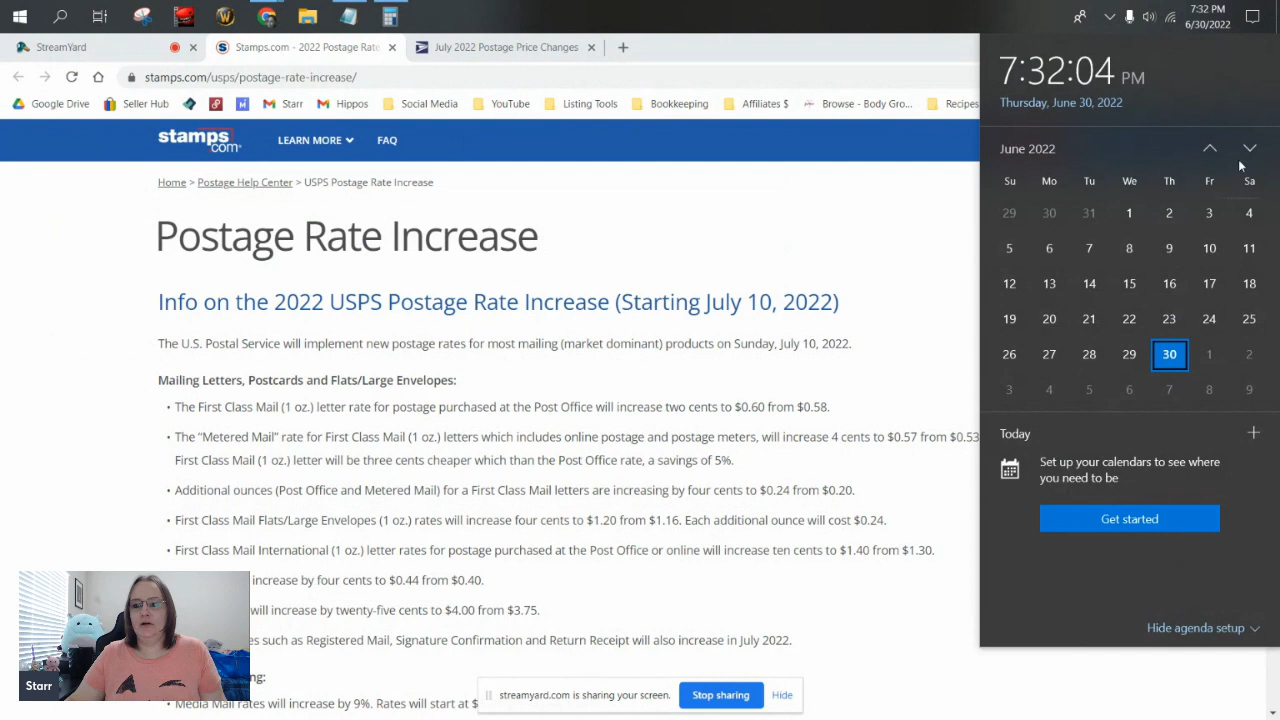 7:32 PM
6/30/2022
StreamYard
Stamps.com - 2022 Postage Rate
July 2022 Postage Price Changes
stamps.com/usps/postage-rate-increase/
Google Drive
Seller Hub
Starr
Hippos
Social Media
YouTube
Listing Tools
Bookkeeping
Affiliates $
Browse - Body Gro...
Recipes
stamps.com
LEARN MORE
FAQ
Home > Postage Help Center > USPS Postage Rate Increase
Postage Rate Increase
Info on the 2022 USPS Postage Rate Increase (Starting July 10, 2022)
The U.S. Postal Service will implement new postage rates for most mailing (market dominant) products on Sunday, July 10, 2022.
Mailing Letters, Postcards and Flats/Large Envelopes:
• The First Class Mail (1 oz.) letter rate for postage purchased at the Post Office will increase two cents to $0.60 from $0.58.
• The “Metered Mail” rate for First Class Mail (1 oz.) letters which includes online postage and postage meters, will increase 4 cents to $0.57 from $0.53
First Class Mail (1 oz.) letter will be three cents cheaper which than the Post Office rate, a savings of 5%.
• Additional ounces (Post Office and Metered Mail) for a First Class Mail letters are increasing by four cents to $0.24 from $0.20.
• First Class Mail Flats/Large Envelopes (1 oz.) rates will increase four cents to $1.20 from $1.16. Each additional ounce will cost $0.24.
• First Class Mail International (1 oz.) letter rates for postage purchased at the Post Office or online will increase ten cents to $1.40 from $1.30.
increase by four cents to $0.44 from $0.40.
will increase by twenty-five cents to $4.00 from $3.75.
such as Registered Mail, Signature Confirmation and Return Receipt will also increase in July 2022.
• Media Mail rates will increase by 9%. Rates will start at $
Starr
streamyard.com is sharing your screen.
Stop sharing
Hide
7:32:04 PM
Thursday, June 30, 2022
June 2022
Su Mo Tu We Th Fr Sa
29 30 31 1 2 3 4
5 6 7 8 9 10 11
12 13 14 15 16 17 18
19 20 21 22 23 24 25
26 27 28 29 30 1 2
3 4 5 6 7 8 9
Today
Set up your calendars to see where
you need to be
Get started
Hide agenda setup